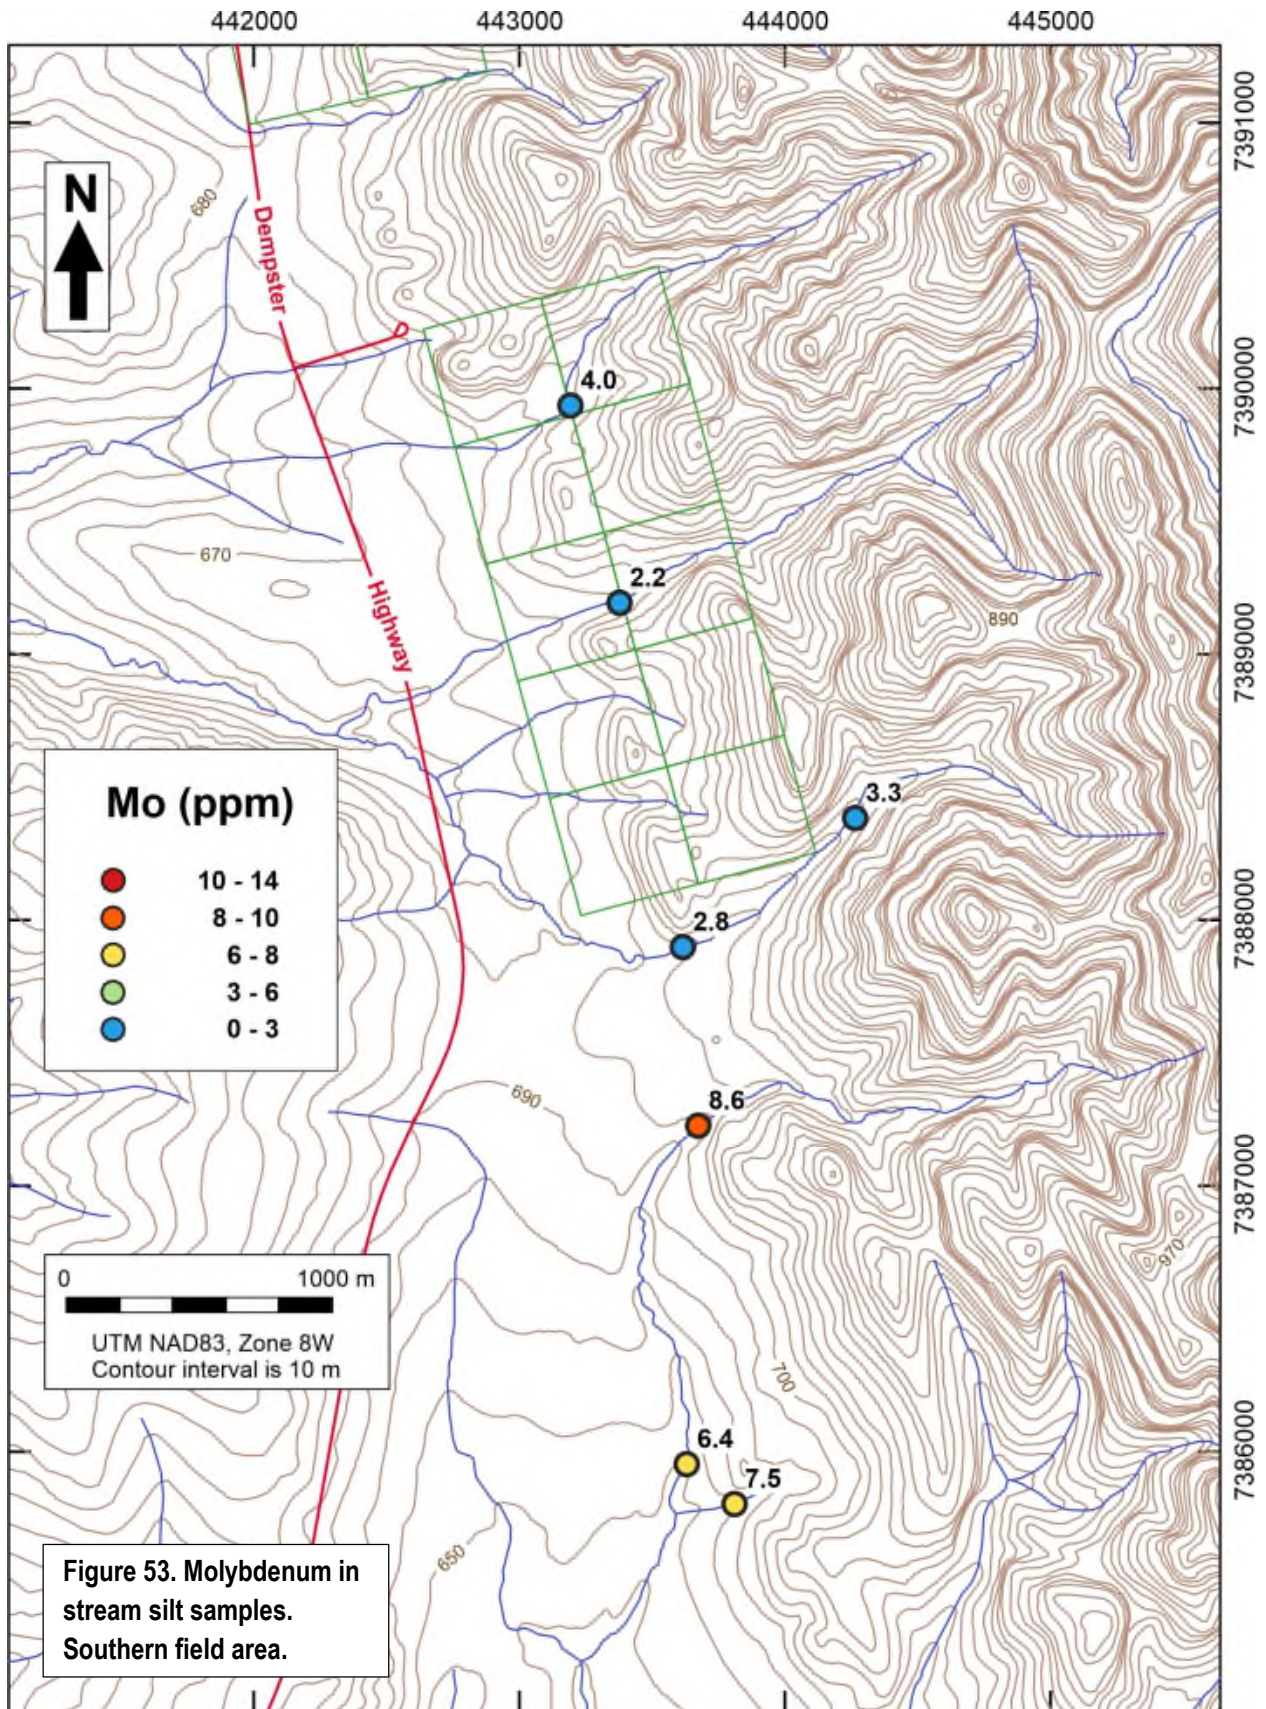 442000 443000 444000 445000
7391000
N
680
Dempster
4.0
7390000
670
2.2
Highway
890
7389000
Mo (ppm)
10 - 14
8 - 10
6 - 8
3 - 6
0 - 3
3.3
2.8
7388000
690
8.6
7387000
970
0 1000 m
UTM NAD83, Zone 8W
Contour interval is 10 m
700
6.4
7386000
7.5
650
Figure 53. Molybdenum in
stream silt samples.
Southern field area.